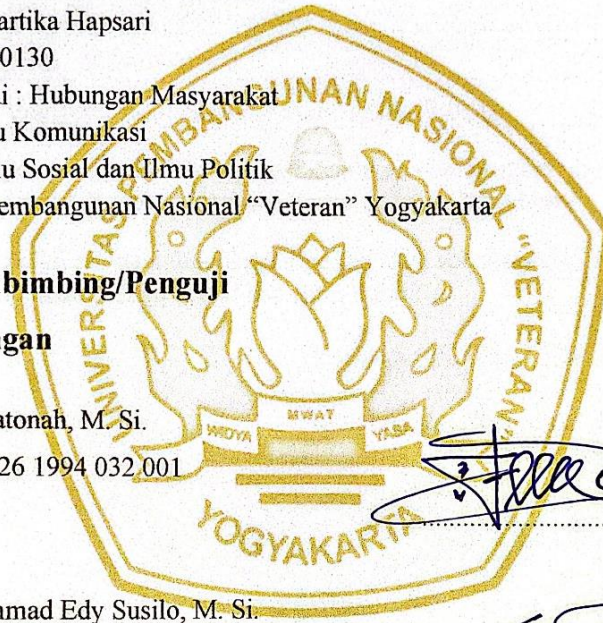 artika Hapsari
0130
i : Hubungan Masyarakat
u Komunikasi
u Sosial dan Ilmu Politik
embangunan Nasional "Veteran" Yogyakarta
bimbing/Penguji
gan
atonah, M. Si.
26 1994 032 001
mad Edy Susilo, M. Si.
UNIVERSITAS PEMBANGUNAN NASIONAL "VETERAN"
WIDYA MWAT YASA
YOGYAKARTA